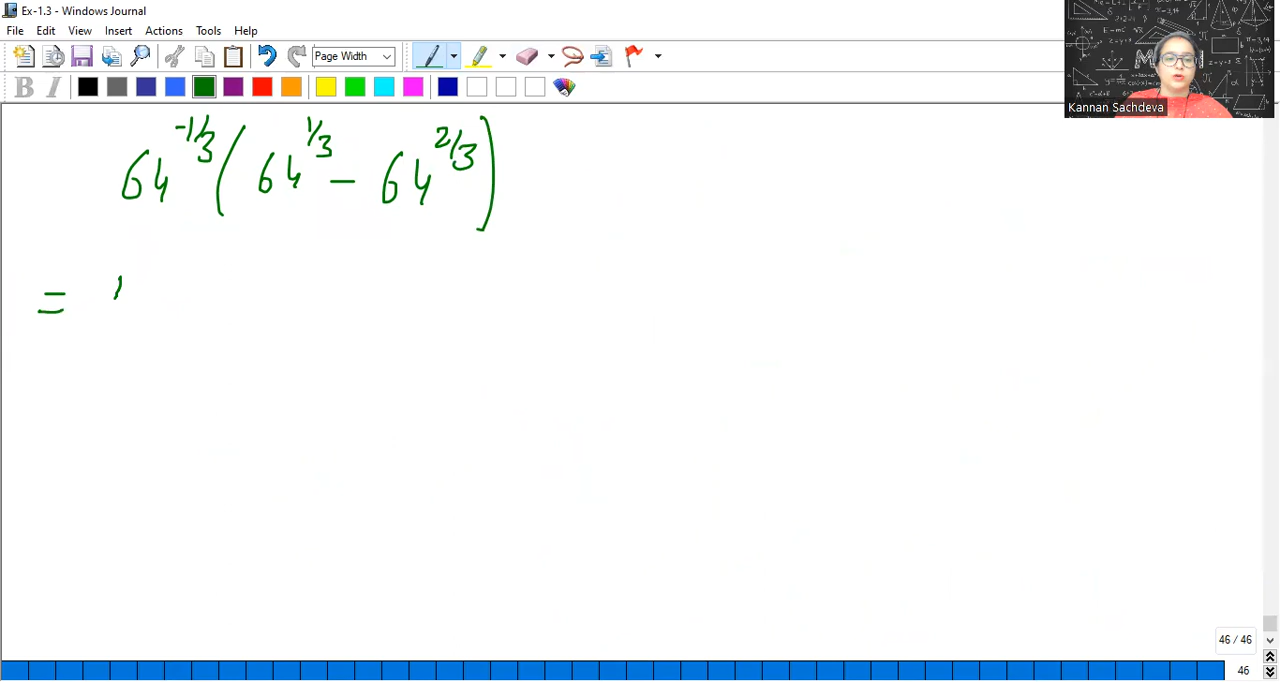 Ex-1.3 - Windows Journal
File Edit View Insert Actions Tools Help
Page Width
B I
Kannan Sachdeva
64^{-1/3} ( 64^{1/3} - 64^{2/3} )
=
46 / 46
46